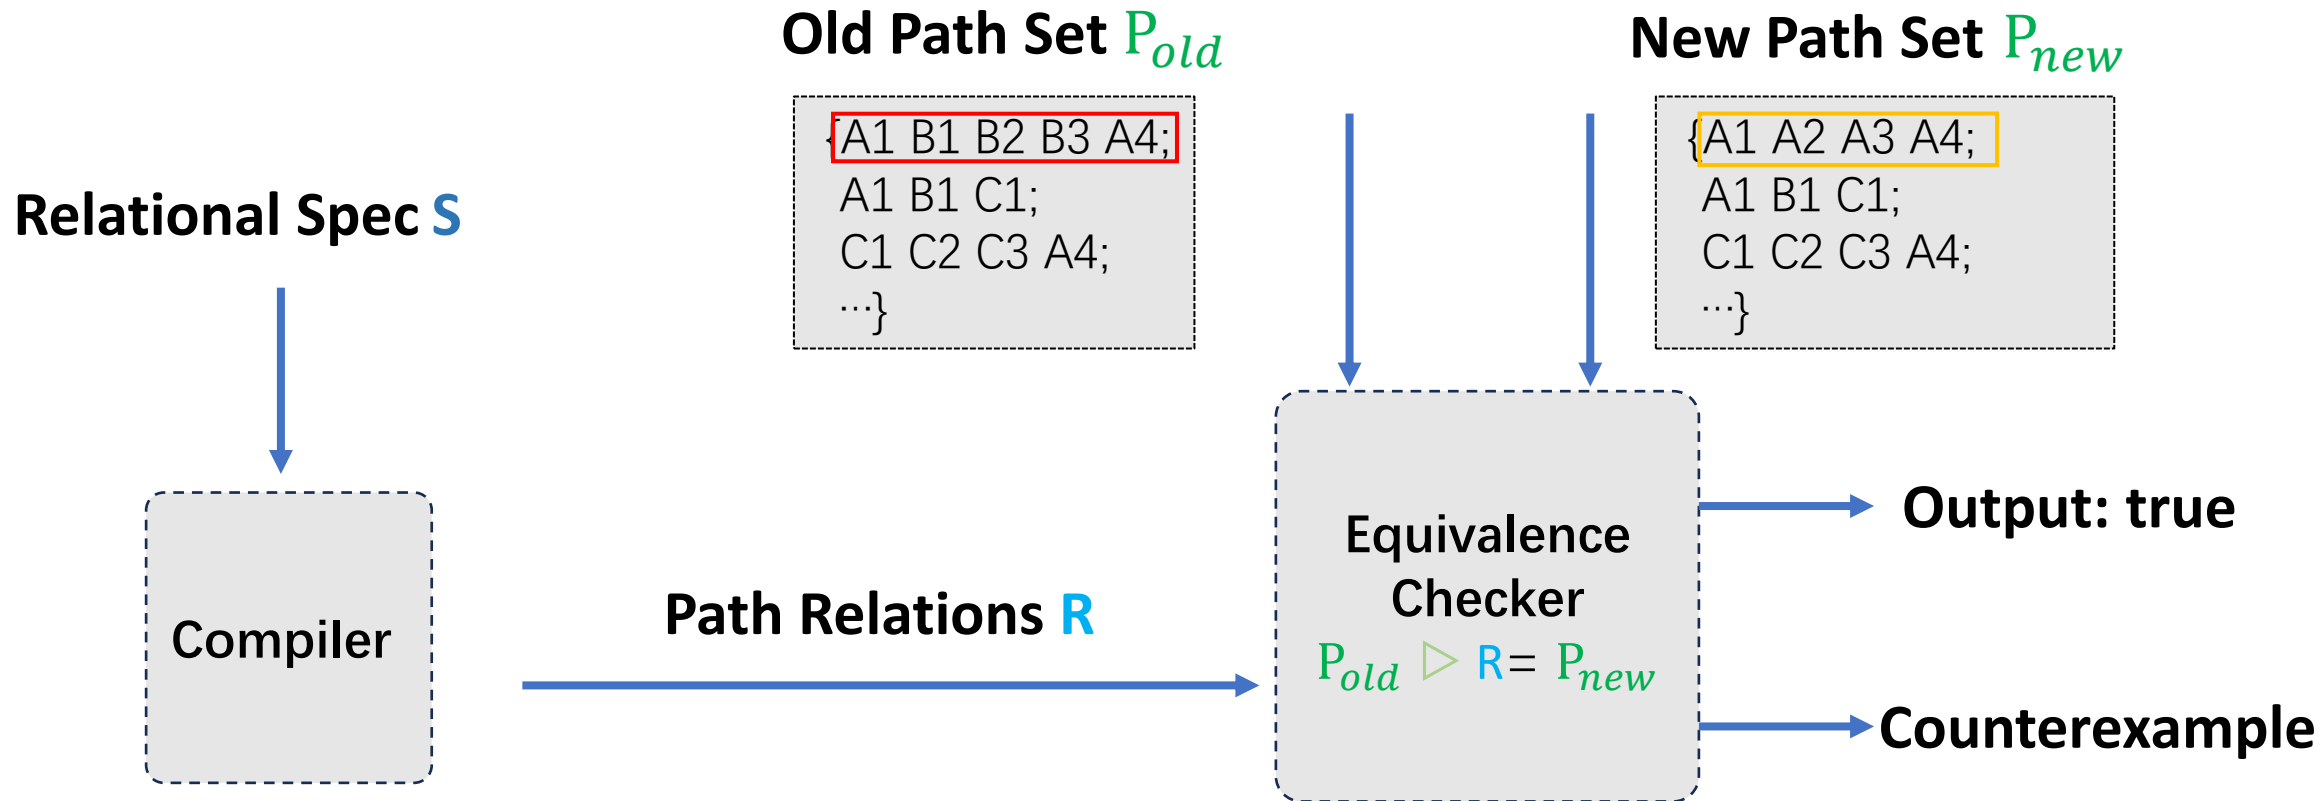 Old Path Set P_old
New Path Set P_new
{A1 B1 B2 B3 A4;
A1 B1 C1;
C1 C2 C3 A4;
…}
{A1 A2 A3 A4;
A1 B1 C1;
C1 C2 C3 A4;
…}
Relational Spec S
Compiler
Path Relations R
Equivalence
Checker
P_old ▷ R = P_new
Output: true
Counterexample